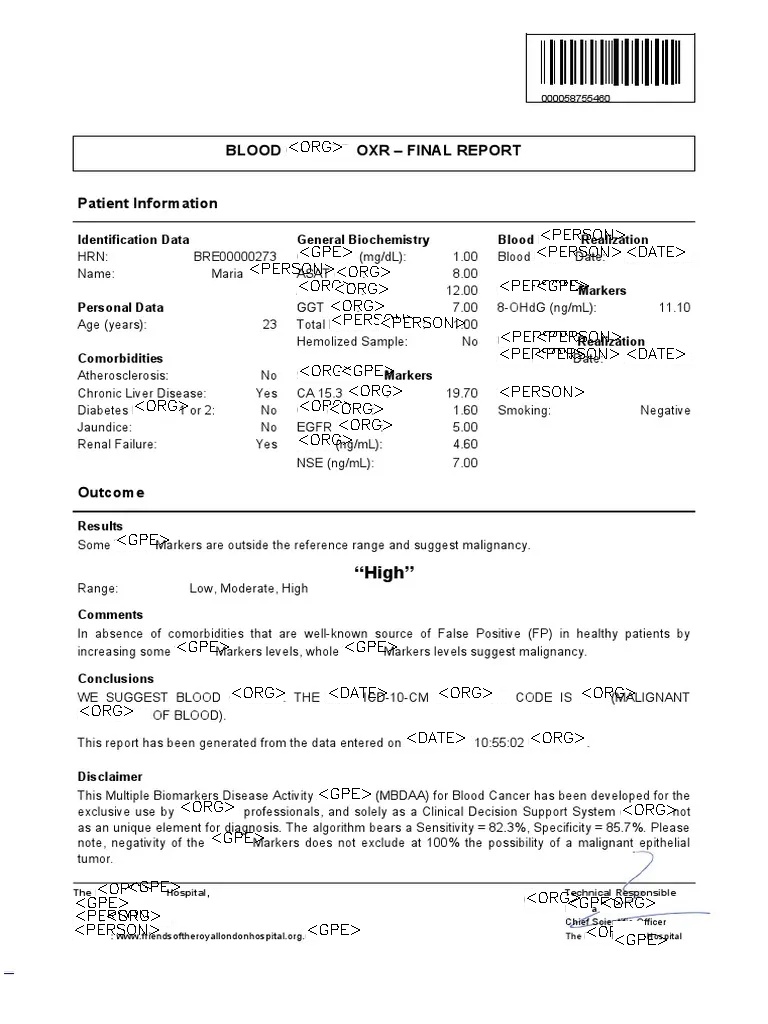 000058755460
BLOOD <ORG> OXR – FINAL REPORT
Patient Information
Identification Data
HRN: BRE00000273
Name: Maria <PERSON>
Personal Data
Age (years): 23
Comorbidities
Atherosclerosis: No
Chronic Liver Disease: Yes
Diabetes <ORG> 1 or 2: No
Jaundice: No
Renal Failure: Yes
General Biochemistry
<GPE> (mg/dL): 1.00
ASAT <ORG> 8.00
<ORG> 12.00
GGT <ORG> 7.00
Total <PERSON> <PERSON> .00
Hemolized Sample: No
<ORG> <GPE> Markers
CA 15.3 <ORG> 19.70
<ORG> 1.60
EGFR <ORG> 5.00
<ORG> (ng/mL): 4.60
NSE (ng/mL): 7.00
Blood <PERSON> Realization
Blood <PERSON> Date: <DATE>
<GPE> Markers
8-OHdG (ng/mL): 11.10
<PERSON> Realization
<PERSON> Date: <DATE>
<PERSON>
Smoking: Negative
Outcome
Results
Some <GPE> Markers are outside the reference range and suggest malignancy.
“High”
Range: Low, Moderate, High
Comments
In absence of comorbidities that are well-known source of False Positive (FP) in healthy patients by
increasing some <GPE> Markers levels, whole <GPE> Markers levels suggest malignancy.
Conclusions
WE SUGGEST BLOOD <ORG>. THE <DATE> ICD-10-CM <ORG> CODE IS <ORG> (MALIGNANT
<ORG> OF BLOOD).
This report has been generated from the data entered on <DATE> 10:55:02 <ORG>.
Disclaimer
This Multiple Biomarkers Disease Activity <GPE> (MBDAA) for Blood Cancer has been developed for the
exclusive use by <ORG> professionals, and solely as a Clinical Decision Support System <ORG> not
as an unique element for diagnosis. The algorithm bears a Sensitivity = 82.3%, Specificity = 85.7%. Please
note, negativity of the <GPE> Markers does not exclude at 100% the possibility of a malignant epithelial
tumor.
The <GPE> Hospital,
<GPE>
<PERSON>
<PERSON>
. www.friendsoftheroyallondonhospital.org. <GPE>
Technical Responsible
<ORG> <GPE> <ORG>
Chief Officer
The <GPE> Hospital